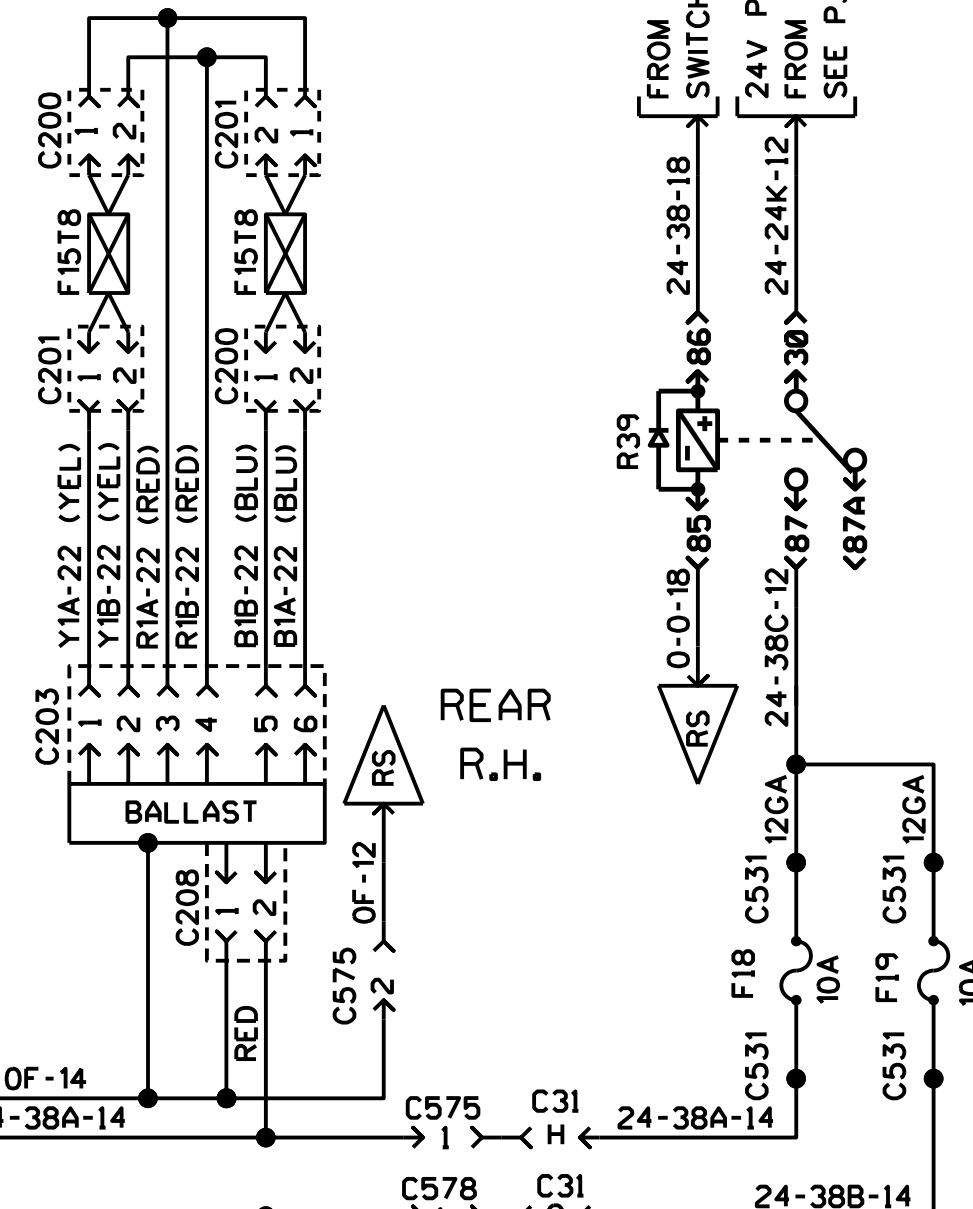 FROM
SWITCH
24V P
FROM
SEE P.
C200
1
2
C201
2
1
24-38-18
24-24K-12
F15T8
F15T8
C201
1
2
C200
1
2
86
30
R39
+
-
85
87
87A
Y1A-22 (YEL)
Y1B-22 (YEL)
R1A-22 (RED)
R1B-22 (RED)
B1B-22 (BLU)
B1A-22 (BLU)
0-0-18
24-38C-12
C203
1
2
3
4
5
6
RS
REAR
R.H.
RS
BALLAST
12GA
12GA
C208
1
2
0F-12
C531
C531
C575
2
F18
10A
F19
10A
RED
C531
C531
0F-14
-38A-14
C575
1
C31
H
24-38A-14
C578
C31
24-38B-14